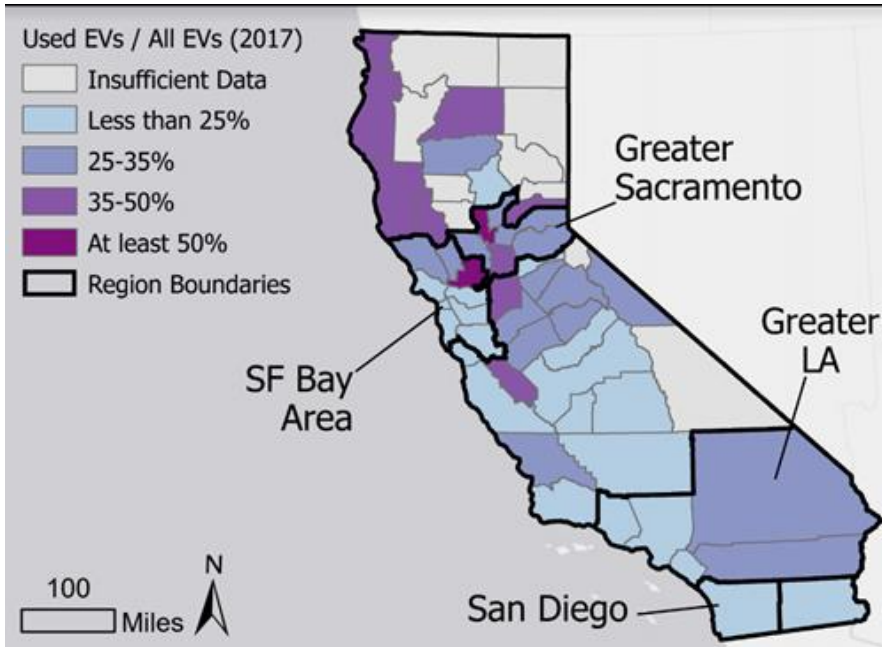 Used EVs / All EVs (2017)
Insufficient Data
Less than 25%
25-35%
35-50%
At least 50%
Region Boundaries
Greater
Sacramento
Greater
LA
SF Bay
Area
San Diego
100
Miles
N